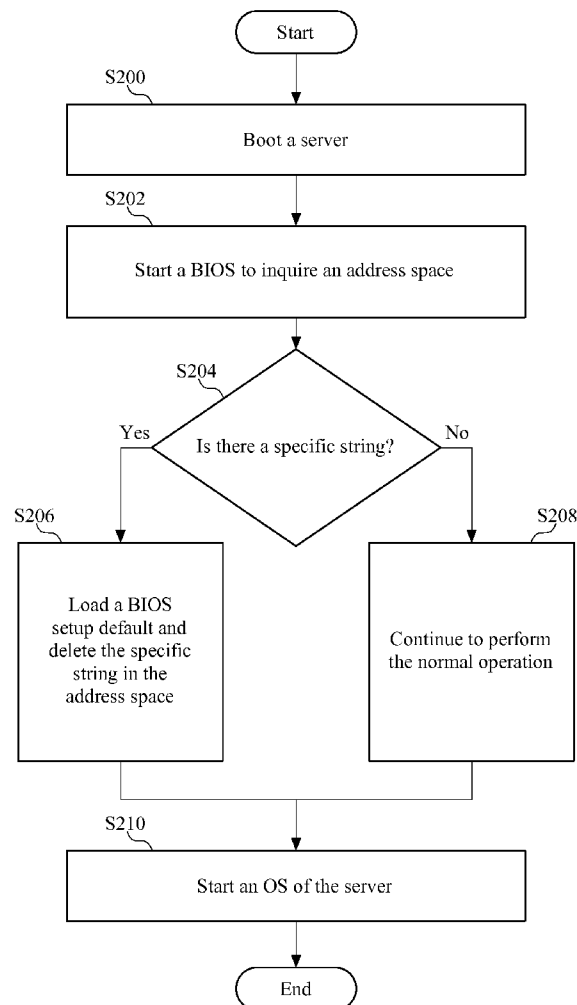 Start
S200
Boot a server
S202
Start a BIOS to inquire an address space
S204
Is there a specific string?
Yes
No
S206
Load a BIOS
setup default and
delete the specific
string in the
address space
S208
Continue to perform
the normal operation
S210
Start an OS of the server
End